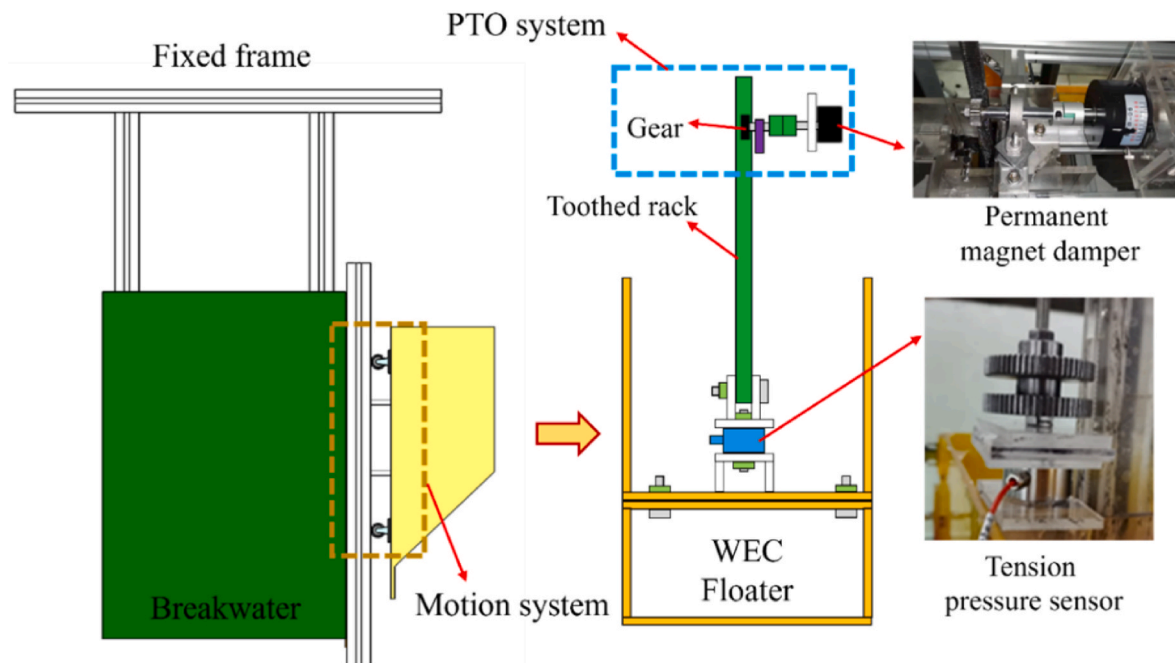 PTO system
Fixed frame
Gear
Toothed rack
Permanent
magnet damper
Breakwater
Motion system
WEC
Floater
Tension
pressure sensor